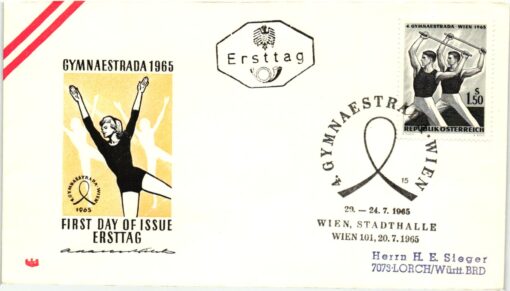 GYMNAESTRADA 1965
4. GYMNAESTRADA · WIEN
1965
FIRST DAY OF ISSUE
ERSTTAG
Ersttag
4. GYMNAESTRADA-WIEN 1965
S
1.50
REPUBLIK ÖSTERREICH
4. GYMNAESTRADA · WIEN
15
20. — 24. 7. 1965
WIEN, STADTHALLE
WIEN 101, 20.7.1965
Herrn H. E. Sieger
7073-LORCH/Württ. BRD